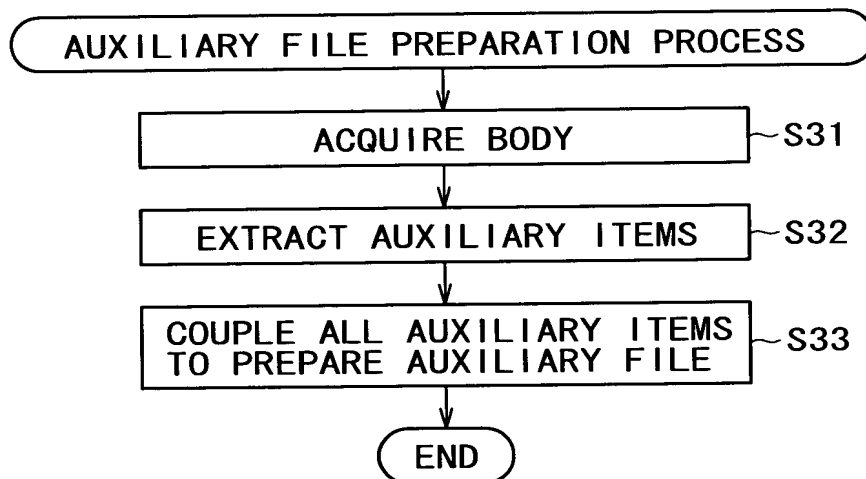 AUXILIARY FILE PREPARATION PROCESS
ACQUIRE BODY
S31
EXTRACT AUXILIARY ITEMS
S32
COUPLE ALL AUXILIARY ITEMS
TO PREPARE AUXILIARY FILE
S33
END